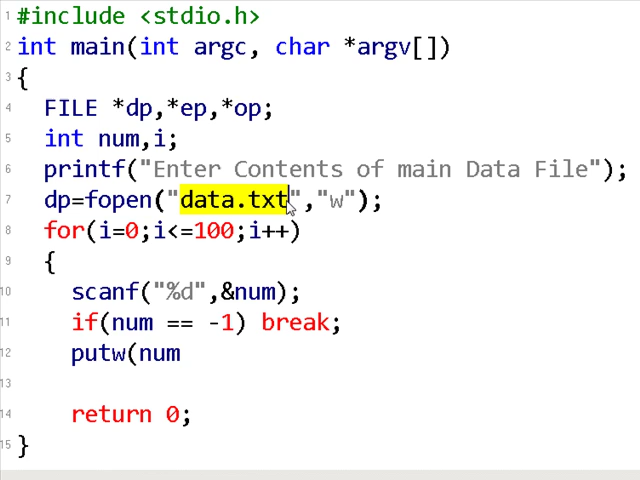 1 #include <stdio.h>
2 int main(int argc, char *argv[])
3 {
4 FILE *dp,*ep,*op;
5 int num,i;
6 printf("Enter Contents of main Data File");
7 dp=fopen("data.txt","w");
8 for(i=0;i<=100;i++)
9 {
10 scanf("%d",&num);
11 if(num == -1) break;
12 putw(num
13
14 return 0;
15 }